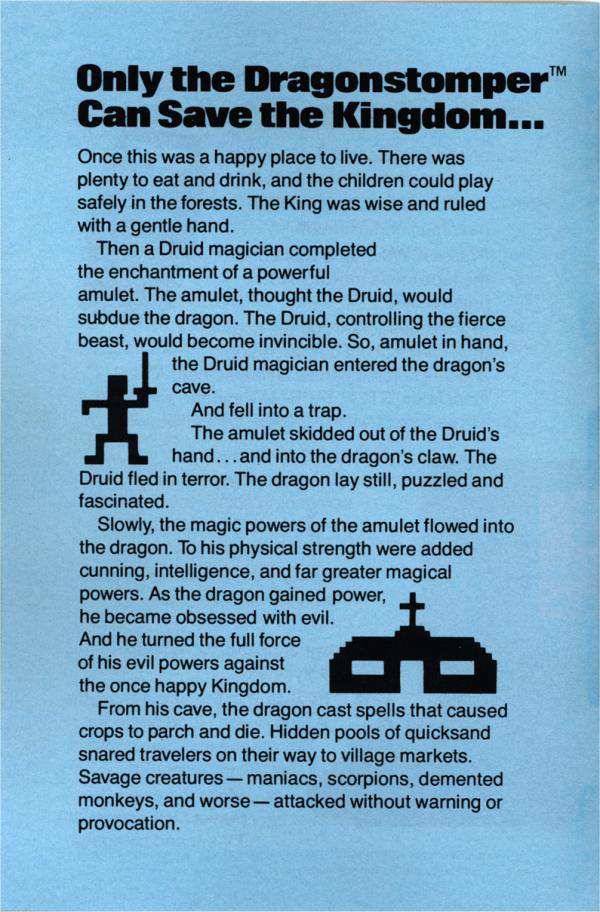 Only the Dragonstomper™
Can Save the Kingdom...
Once this was a happy place to live. There was
plenty to eat and drink, and the children could play
safely in the forests. The King was wise and ruled
with a gentle hand.
Then a Druid magician completed
the enchantment of a powerful
amulet. The amulet, thought the Druid, would
subdue the dragon. The Druid, controlling the fierce
beast, would become invincible. So, amulet in hand,
the Druid magician entered the dragon's
cave.
And fell into a trap.
The amulet skidded out of the Druid's
hand...and into the dragon's claw. The
Druid fled in terror. The dragon lay still, puzzled and
fascinated.
Slowly, the magic powers of the amulet flowed into
the dragon. To his physical strength were added
cunning, intelligence, and far greater magical
powers. As the dragon gained power,
he became obsessed with evil.
And he turned the full force
of his evil powers against
the once happy Kingdom.
From his cave, the dragon cast spells that caused
crops to parch and die. Hidden pools of quicksand
snared travelers on their way to village markets.
Savage creatures — maniacs, scorpions, demented
monkeys, and worse — attacked without warning or
provocation.